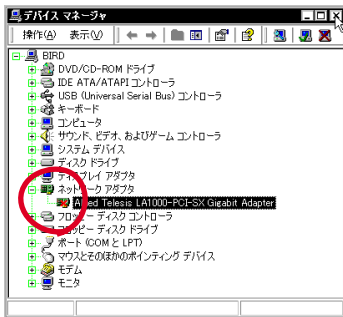 デバイス マネージャ
操作(A) 表示(V)
BIRD
DVD/CD-ROM ドライブ
IDE ATA/ATAPI コントローラ
USB (Universal Serial Bus) コントローラ
キーボード
コンピュータ
サウンド、ビデオ、およびゲーム コントローラ
システム デバイス
ディスク ドライブ
ディスプレイ アダプタ
ネットワーク アダプタ
Allied Telesis LA1000-PCI-SX Gigabit Adapter
フロッピー ディスク コントローラ
フロッピー ディスク ドライブ
ポート (COM と LPT)
マウスとそのほかのポインティング デバイス
モデム
モニタ